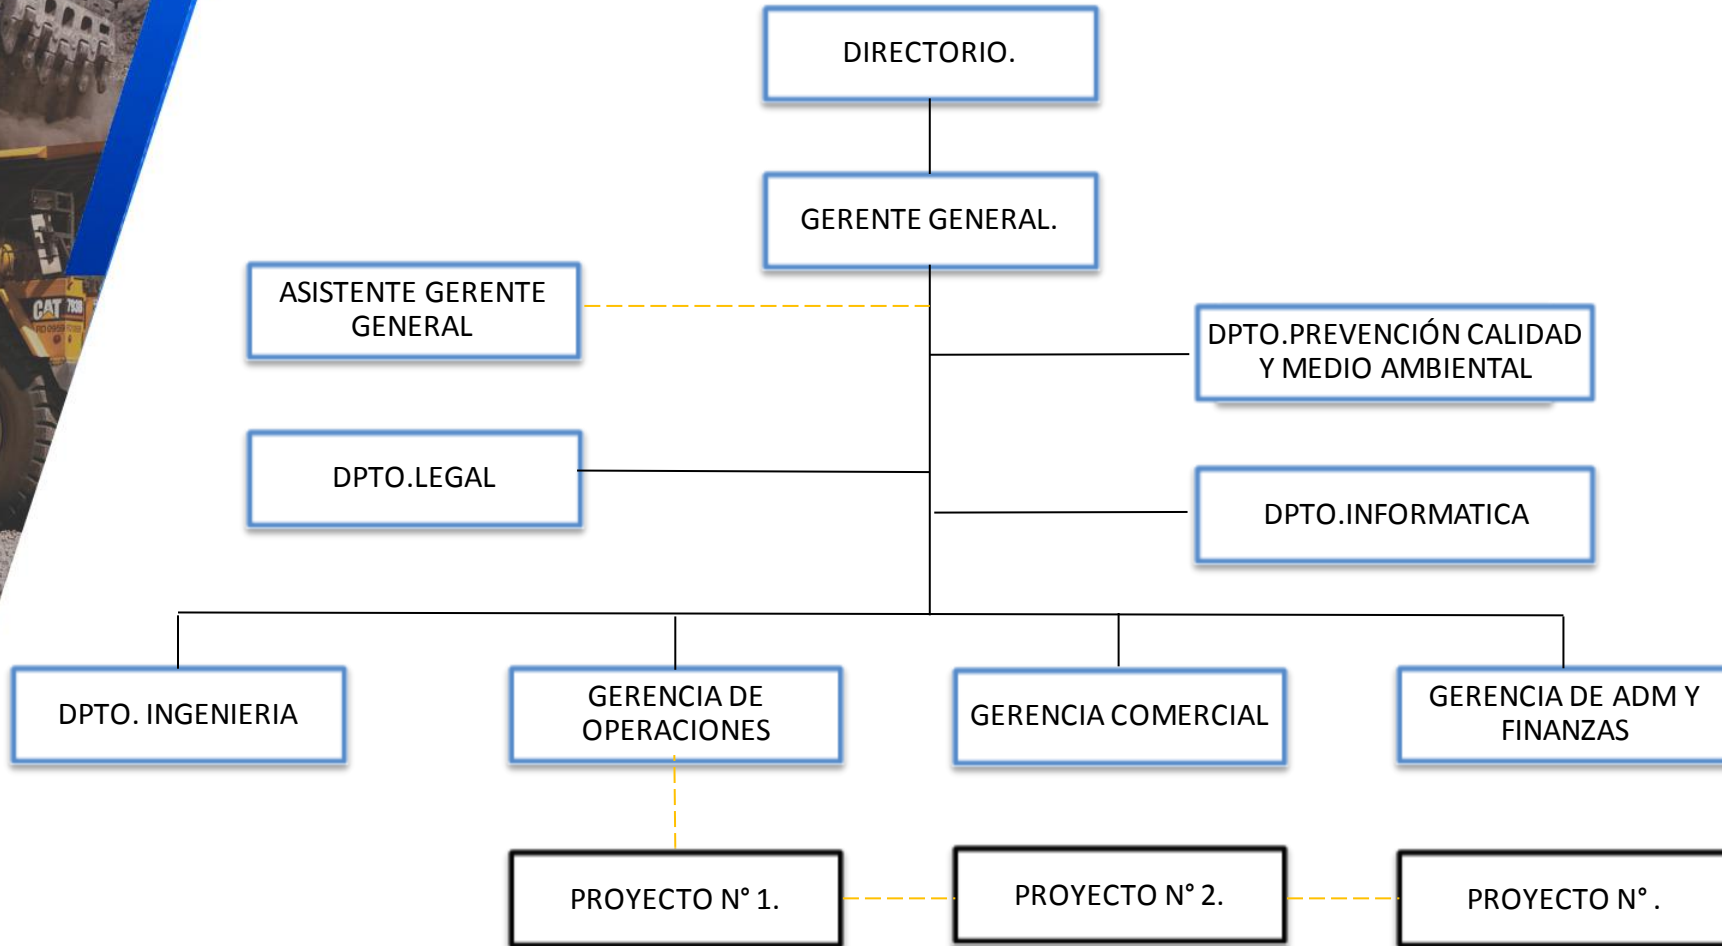 DIRECTORIO.
GERENTE GENERAL.
ASISTENTE GERENTE
GENERAL
DPTO.PREVENCIÓN CALIDAD
Y MEDIO AMBIENTAL
DPTO.LEGAL
DPTO.INFORMATICA
DPTO. INGENIERIA
GERENCIA DE
OPERACIONES
GERENCIA COMERCIAL
GERENCIA DE ADM Y
FINANZAS
PROYECTO N° 1.
PROYECTO N° 2.
PROYECTO N° .
CAT